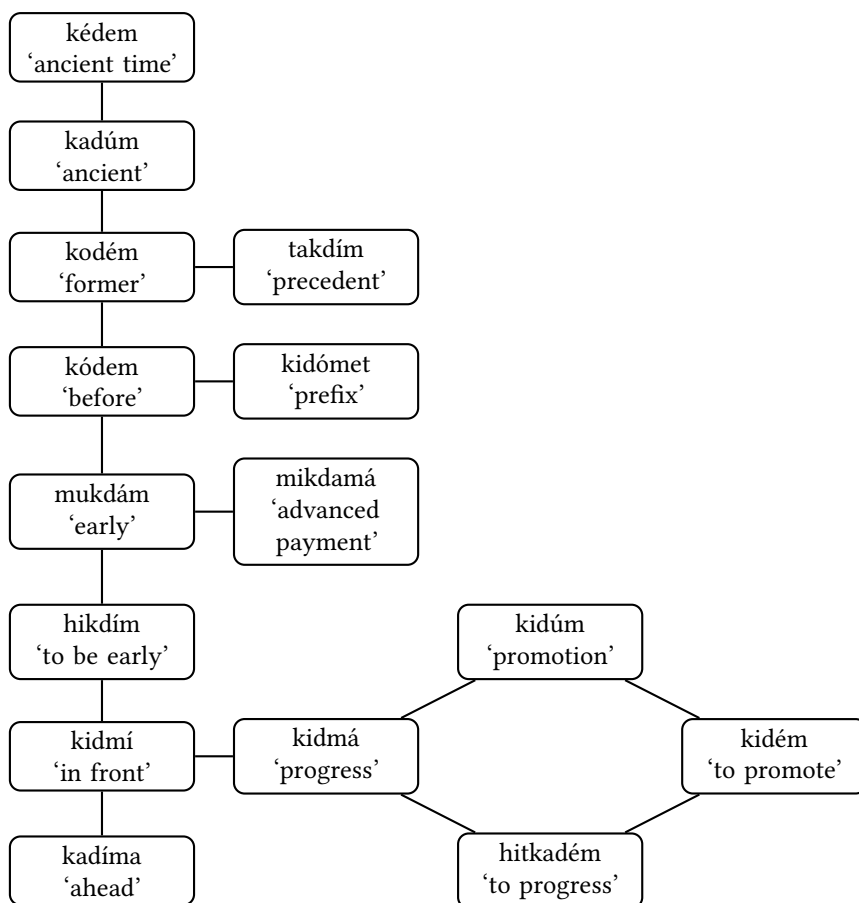 kédem
‘ancient time’
kadúm
‘ancient’
kodém
‘former’
takdím
‘precedent’
kódem
‘before’
kidómet
‘prefix’
mukdám
‘early’
mikdamá
‘advanced
payment’
hikdím
‘to be early’
kidúm
‘promotion’
kidmí
‘in front’
kidmá
‘progress’
kidém
‘to promote’
kadíma
‘ahead’
hitkadém
‘to progress’